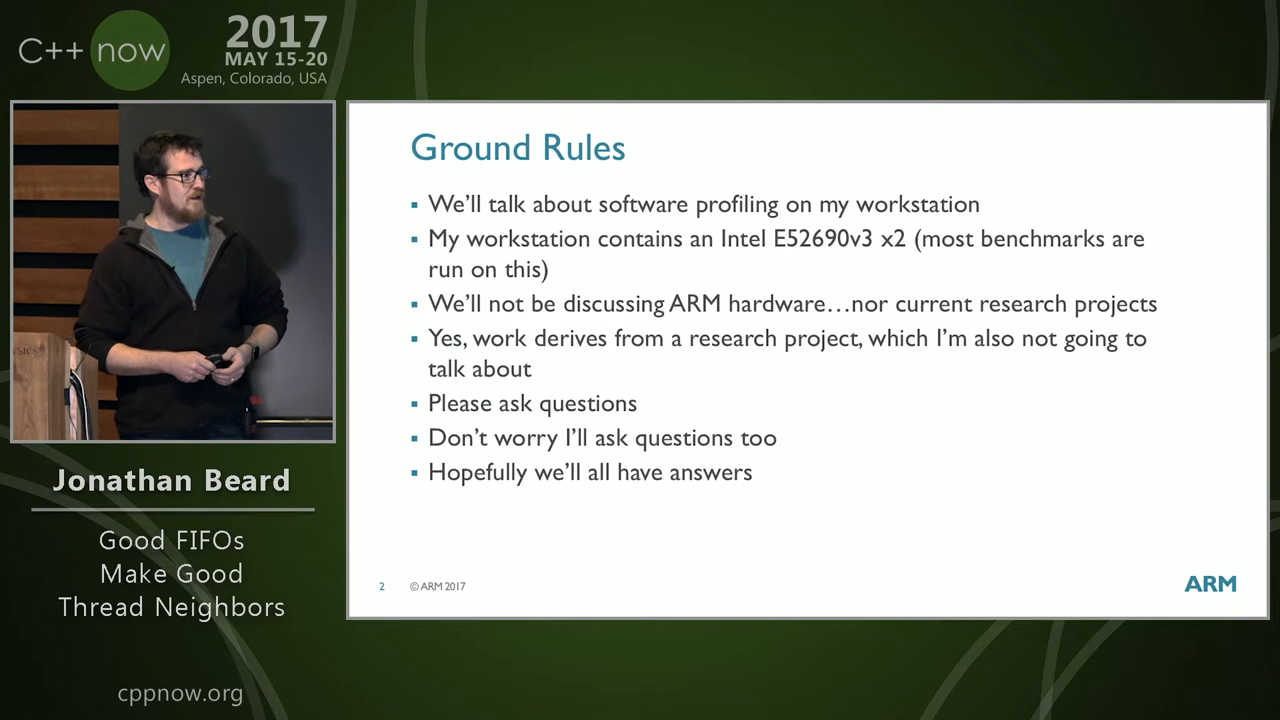 C++ now
2017
MAY 15-20
Aspen, Colorado, USA
Jonathan Beard
Good FIFOs
Make Good
Thread Neighbors
cppnow.org
Ground Rules
▪ We'll talk about software profiling on my workstation
▪ My workstation contains an Intel E52690v3 x2 (most benchmarks are
run on this)
▪ We'll not be discussing ARM hardware…nor current research projects
▪ Yes, work derives from a research project, which I'm also not going to
talk about
▪ Please ask questions
▪ Don't worry I'll ask questions too
▪ Hopefully we'll all have answers
2 © ARM 2017
ARM